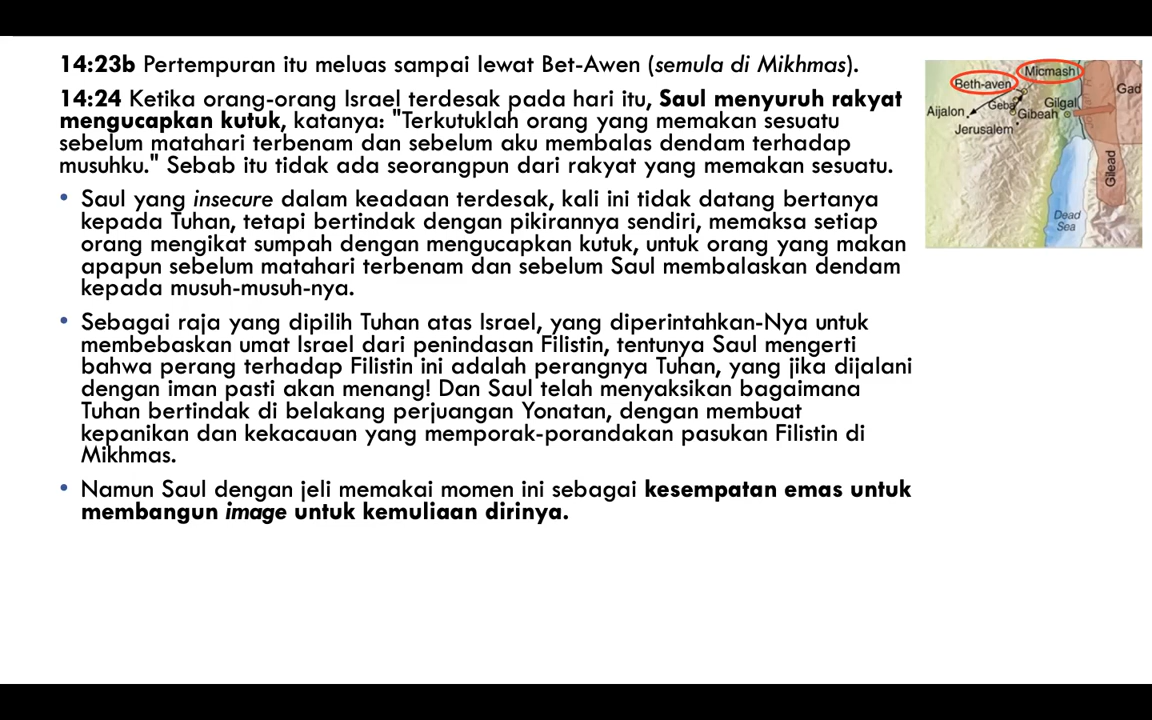 14:23b Pertempuran itu meluas sampai lewat Bet-Awen (semula di Mikhmas).
14:24 Ketika orang-orang Israel terdesak pada hari itu, Saul menyuruh rakyat
mengucapkan kutuk, katanya: "Terkutuklah orang yang memakan sesuatu
sebelum matahari terbenam dan sebelum aku membalas dendam terhadap
musuhku." Sebab itu tidak ada seorangpun dari rakyat yang memakan sesuatu.
• Saul yang insecure dalam keadaan terdesak, kali ini tidak datang bertanya
kepada Tuhan, tetapi bertindak dengan pikirannya sendiri, memaksa setiap
orang mengikat sumpah dengan mengucapkan kutuk, untuk orang yang makan
apapun sebelum matahari terbenam dan sebelum Saul membalaskan dendam
kepada musuh-musuh-nya.
• Sebagai raja yang dipilih Tuhan atas Israel, yang diperintahkan-Nya untuk
membebaskan umat Israel dari penindasan Filistin, tentunya Saul mengerti
bahwa perang terhadap Filistin ini adalah perangnya Tuhan, yang jika dijalani
dengan iman pasti akan menang! Dan Saul telah menyaksikan bagaimana
Tuhan bertindak di belakang perjuangan Yonatan, dengan membuat
kepanikan dan kekacauan yang memporak-porandakan pasukan Filistin di
Mikhmas.
• Namun Saul dengan jeli memakai momen ini sebagai kesempatan emas untuk
membangun image untuk kemuliaan dirinya.
Micmash
Beth-aven
Gad
Geba
Gilgal
Aijalon
Gibeah
Jerusalem
Gilead
Dead
Sea